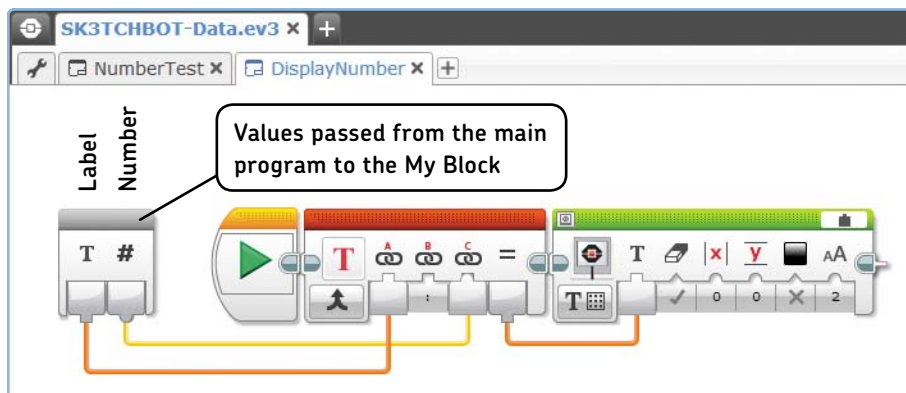 SK3TCHBOT-Data.ev3 × +
NumberTest × DisplayNumber × +
Label
Number
Values passed from the main
program to the My Block
T #
T A B C =
T x y AA
:
T 0 0 2